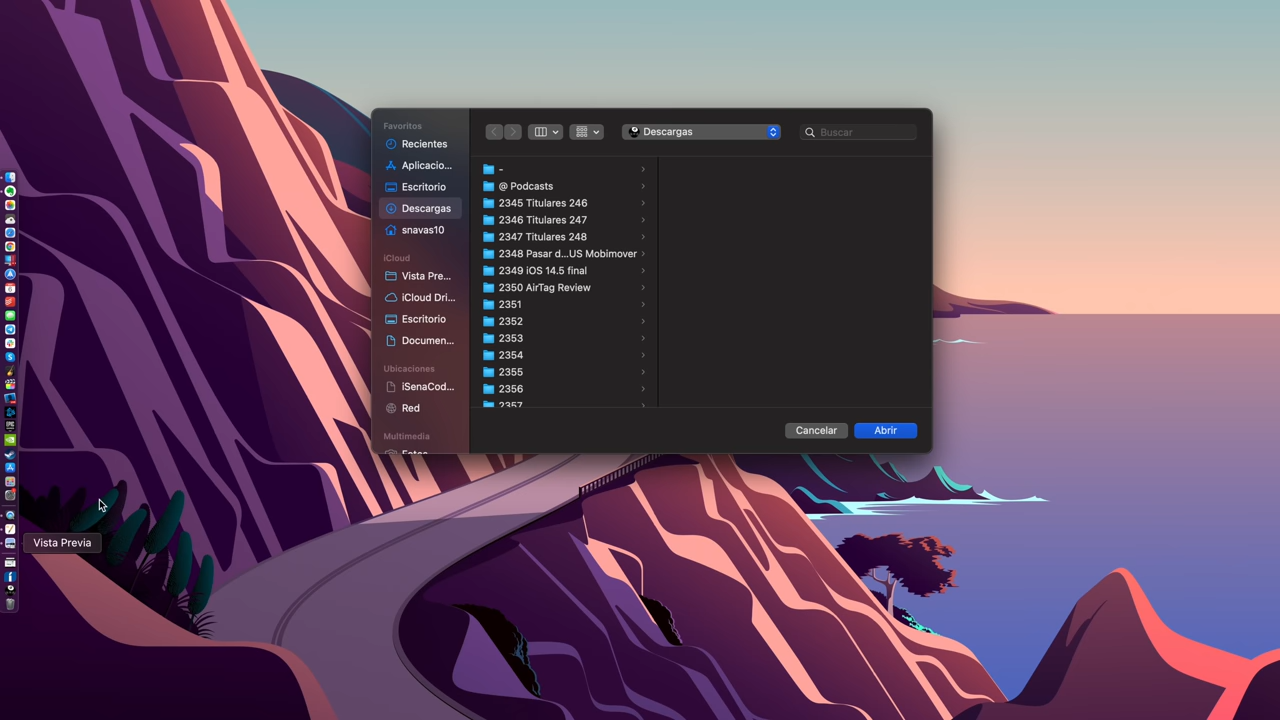 Favoritos
Recientes
Aplicacio...
Escritorio
Descargas
snavas10
iCloud
Vista Pre...
iCloud Dri...
Escritorio
Documen...
Ubicaciones
iSenaCod...
Red
Multimedia
Fotos
Descargas
Buscar
-
@ Podcasts
2345 Titulares 246
2346 Titulares 247
2347 Titulares 248
2348 Pasar d...US Mobimover
2349 iOS 14.5 final
2350 AirTag Review
2351
2352
2353
2354
2355
2356
2357
Cancelar
Abrir
Vista Previa